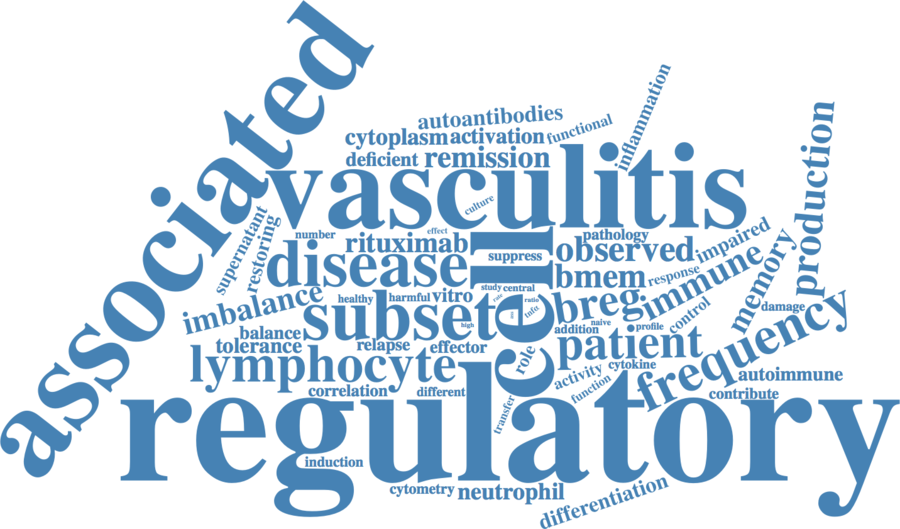 associated
autoantibodies
cytoplasm
activation
functional
inflammation
deficient
remission
vasculitis
production
culture
supernatant
restoring
number
effect
rituximab
disease
suppress
cell
pathology
observed
impaired
bmem
response
immune
memory
study
central
imbalance
healthy
harmful
vitro
rate
ratio
tnfα
subset
high
breg
naive
addition
profile
control
damage
balance
tolerance
relapse
effector
role
patient
frequency
lymphocyte
activity
cytokine
function
autoimmune
correlation
different
transfer
contribute
regulatory
induction
cytometry
neutrophil
differentiation